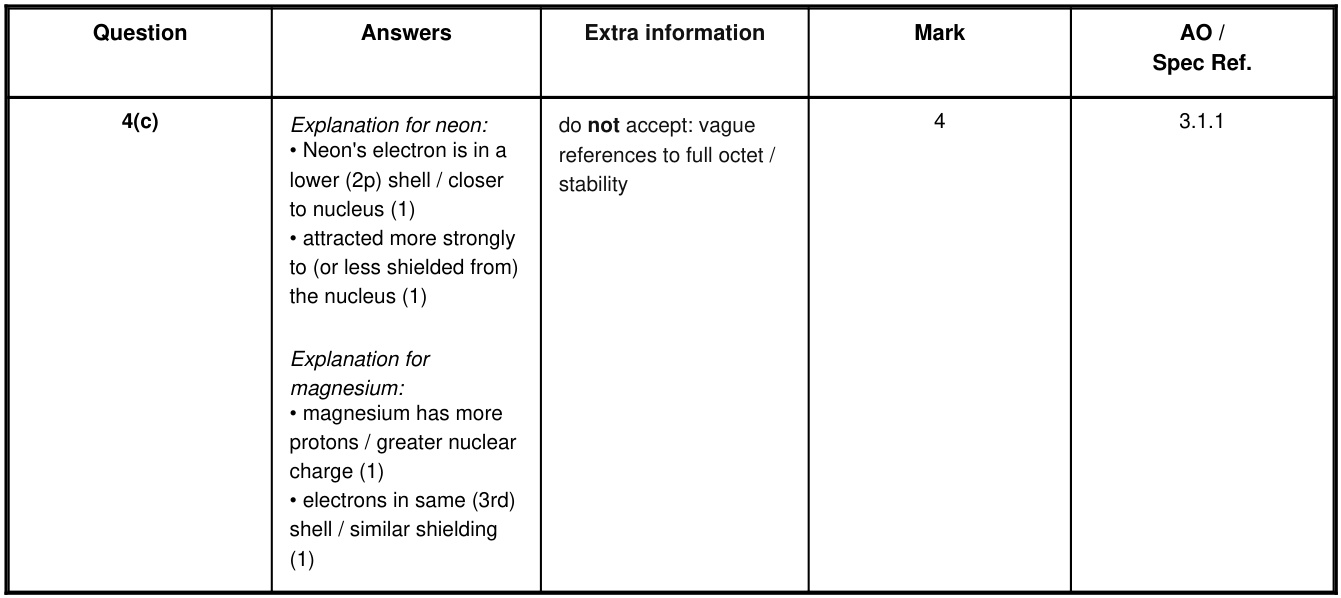 Question
Answers
Extra information
Mark
AO /
Spec Ref.
4(c)
Explanation for neon:
• Neon's electron is in a
lower (2p) shell / closer
to nucleus (1)
• attracted more strongly
to (or less shielded from)
the nucleus (1)
Explanation for
magnesium:
• magnesium has more
protons / greater nuclear
charge (1)
• electrons in same (3rd)
shell / similar shielding
(1)
do not accept: vague
references to full octet /
stability
4
3.1.1